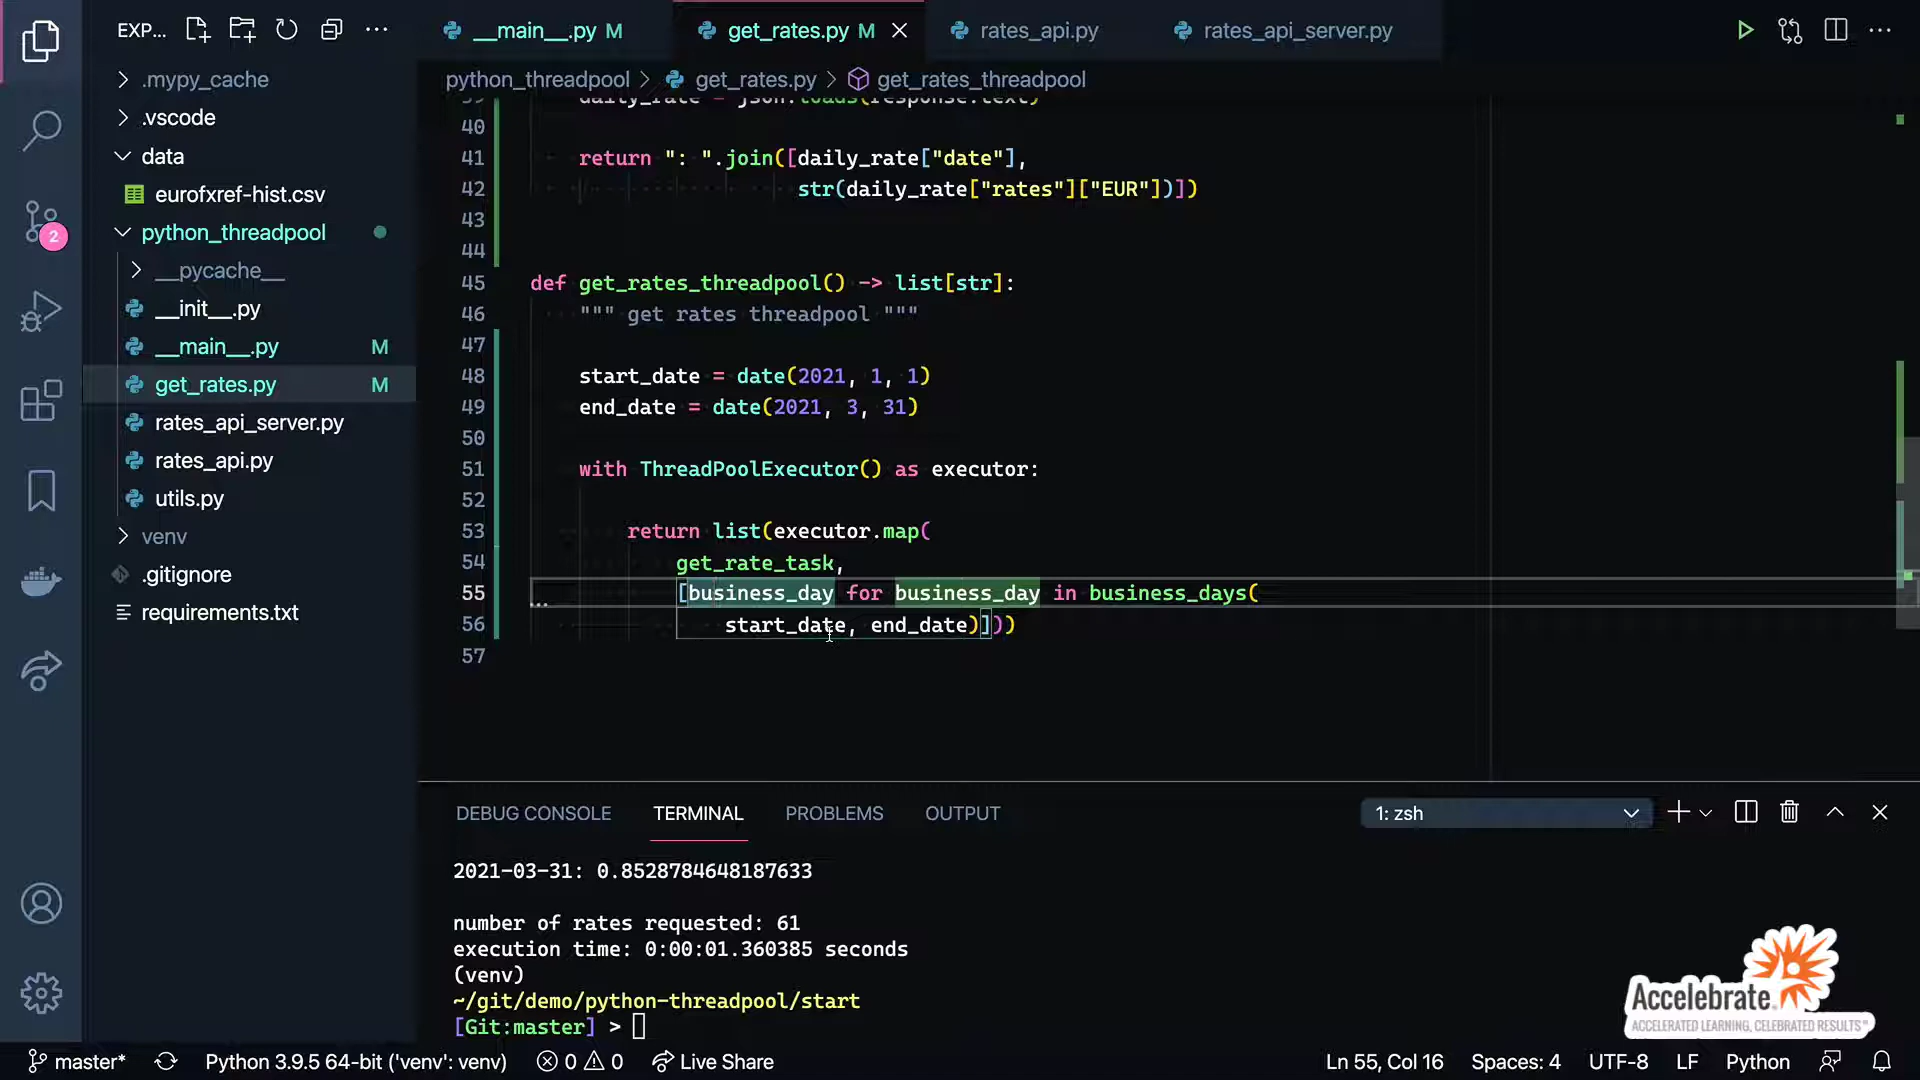 EXP...
__main__.py M
get_rates.py M
rates_api.py
rates_api_server.py
.mypy_cache
.vscode
data
eurofxref-hist.csv
python_threadpool
__pycache__
__init__.py
__main__.py M
get_rates.py M
rates_api_server.py
rates_api.py
utils.py
venv
.gitignore
requirements.txt
2
python_threadpool > get_rates.py > get_rates_threadpool
39 daily_rate = json.loads(response.text)
40
41 return ": ".join([daily_rate["date"],
42 str(daily_rate["rates"]["EUR"])])
43
44
45 def get_rates_threadpool() -> list[str]:
46 """ get rates threadpool """
47
48 start_date = date(2021, 1, 1)
49 end_date = date(2021, 3, 31)
50
51 with ThreadPoolExecutor() as executor:
52
53 return list(executor.map(
54 get_rate_task,
55 [business_day for business_day in business_days(
56 start_date, end_date)]))
57
DEBUG CONSOLE TERMINAL PROBLEMS OUTPUT
1: zsh
2021-03-31: 0.8528784648187633
number of rates requested: 61
execution time: 0:00:01.360385 seconds
(venv)
~/git/demo/python-threadpool/start
[Git:master] >
Accelebrate
ACCELERATED LEARNING, CELEBRATED RESULTS™
master* Python 3.9.5 64-bit ('venv': venv) 0 0 Live Share Ln 55, Col 16 Spaces: 4 UTF-8 LF Python